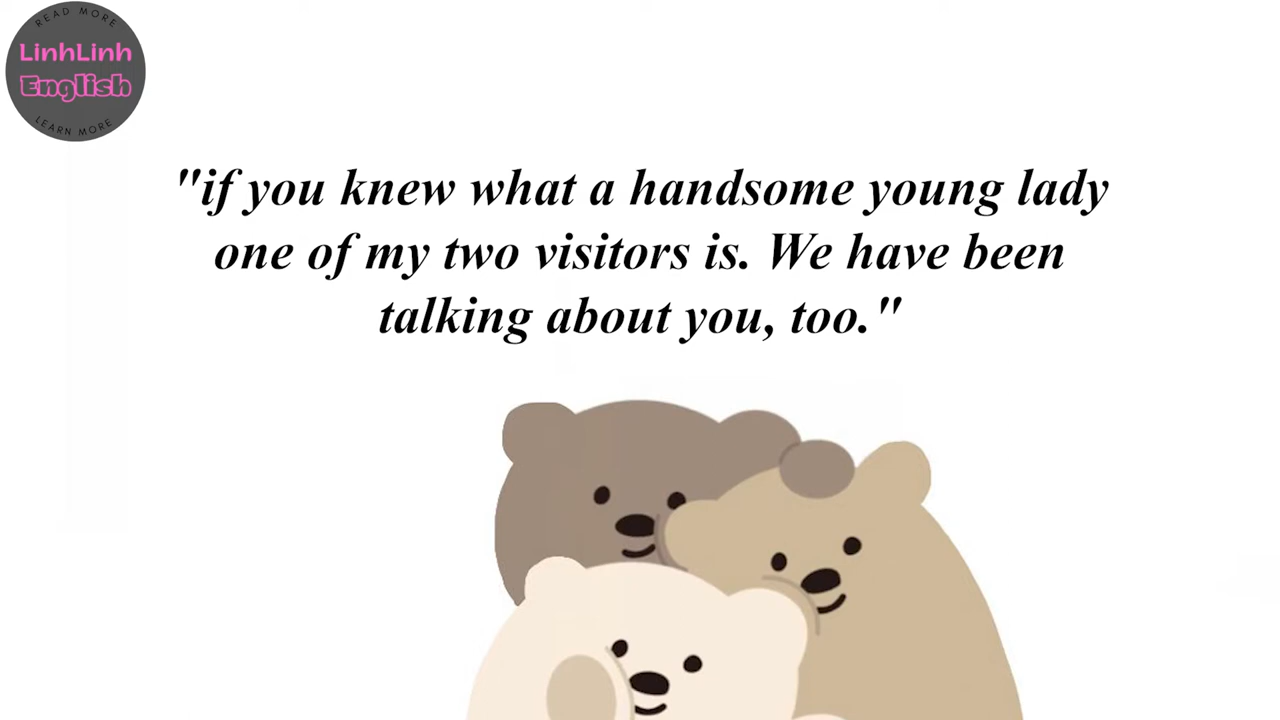 READ MORE
LinhLinh
English
LEARN MORE
"if you knew what a handsome young lady
one of my two visitors is. We have been
talking about you, too."